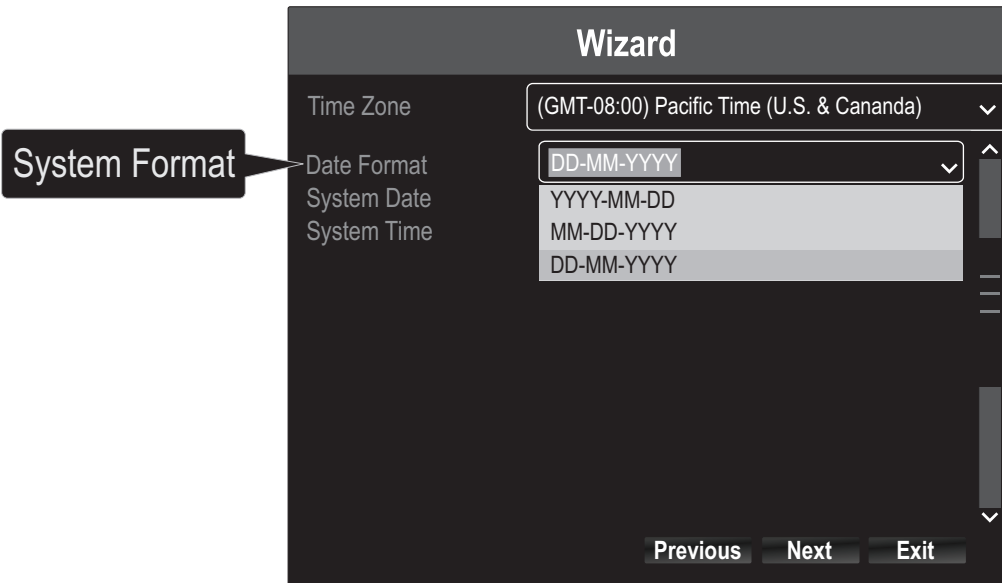 Wizard
Time Zone (GMT-08:00) Pacific Time (U.S. & Cananda)
System Format
Date Format DD-MM-YYYY
System Date YYYY-MM-DD
System Time MM-DD-YYYY
DD-MM-YYYY
Previous Next Exit